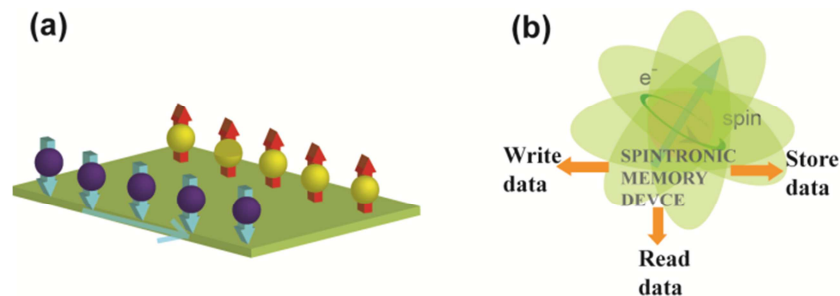 (a)
(b)
e⁻
spin
Write data
SPINTRONIC
MEMORY
DEVCE
Store data
Read data